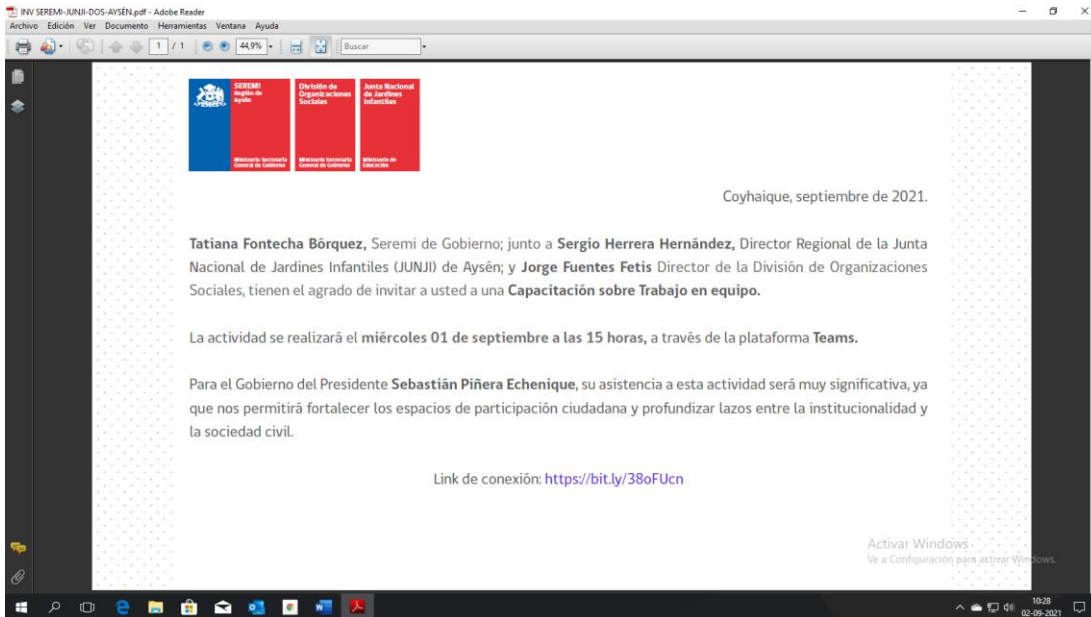 INV SEREMI-JUNJI-DOS-AYSÉN.pdf - Adobe Reader
Archivo Edición Ver Documento Herramientas Ventana Ayuda
1 / 1 44,9% Buscar
SEREMI
Región de
Aysén
Ministerio Secretaría
General de Gobierno
División de
Organizaciones
Sociales
Ministerio Secretaría
General de Gobierno
Junta Nacional
de Jardines
Infantiles
Ministerio de
Educación
Coyhaique, septiembre de 2021.
Tatiana Fontecha Bórquez, Seremi de Gobierno; junto a Sergio Herrera Hernández, Director Regional de la Junta
Nacional de Jardines Infantiles (JUNJI) de Aysén; y Jorge Fuentes Fetis Director de la División de Organizaciones
Sociales, tienen el agrado de invitar a usted a una Capacitación sobre Trabajo en equipo.
La actividad se realizará el miércoles 01 de septiembre a las 15 horas, a través de la plataforma Teams.
Para el Gobierno del Presidente Sebastián Piñera Echenique, su asistencia a esta actividad será muy significativa, ya
que nos permitirá fortalecer los espacios de participación ciudadana y profundizar lazos entre la institucionalidad y
la sociedad civil.
Link de conexión: https://bit.ly/38oFUcn
Activar Windows
Ve a Configuración para activar Windows.
10:28
02-09-2021